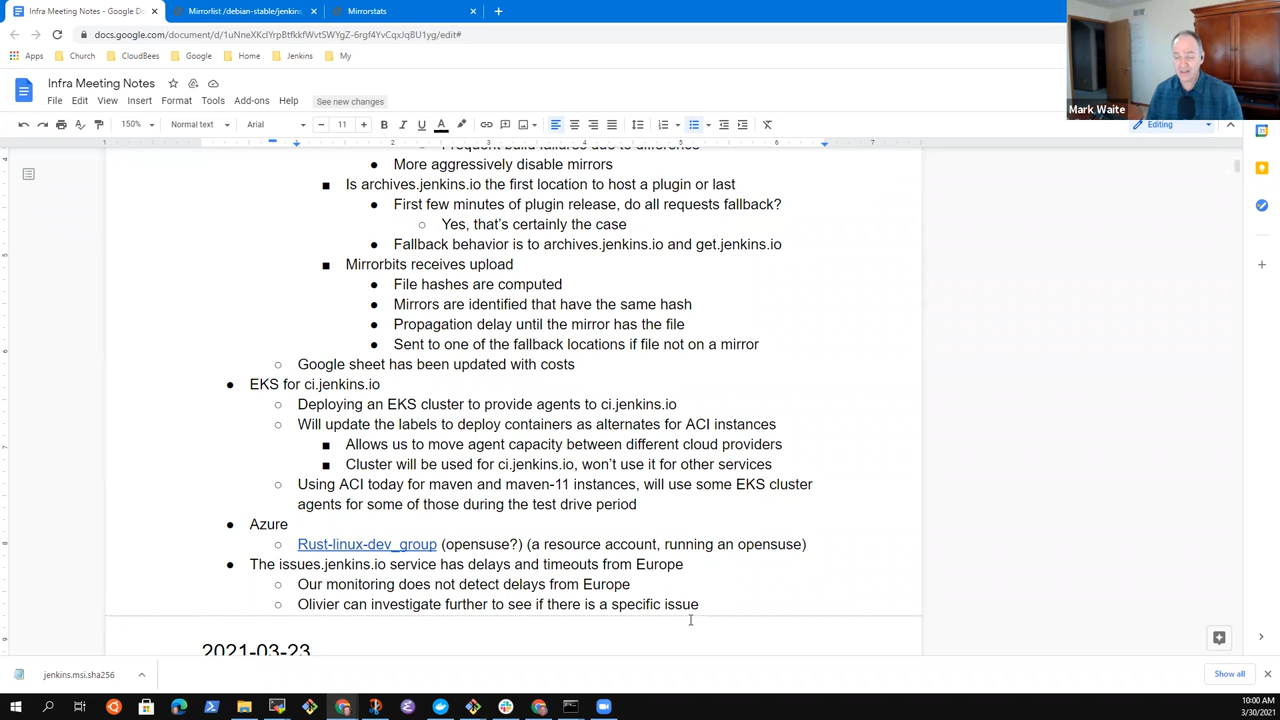 Infra Meeting Notes - Google Do
Mirrorlist /debian-stable/jenkins
Mirrorstats
docs.google.com/document/d/1uNneXKcIYrpBtfkkfWvtSWYgZ-6rgf4YvCqxJqBU1yg/edit#
Apps
Church
CloudBees
Google
Home
Jenkins
My
Mark Waite
Infra Meeting Notes
File Edit View Insert Format Tools Add-ons Help
See new changes
150%
Normal text
Arial
11
Editing
Frequent build failures due to difference
More aggressively disable mirrors
Is archives.jenkins.io the first location to host a plugin or last
First few minutes of plugin release, do all requests fallback?
Yes, that's certainly the case
Fallback behavior is to archives.jenkins.io and get.jenkins.io
Mirrorbits receives upload
File hashes are computed
Mirrors are identified that have the same hash
Propagation delay until the mirror has the file
Sent to one of the fallback locations if file not on a mirror
Google sheet has been updated with costs
EKS for ci.jenkins.io
Deploying an EKS cluster to provide agents to ci.jenkins.io
Will update the labels to deploy containers as alternates for ACI instances
Allows us to move agent capacity between different cloud providers
Cluster will be used for ci.jenkins.io, won't use it for other services
Using ACI today for maven and maven-11 instances, will use some EKS cluster
agents for some of those during the test drive period
Azure
Rust-linux-dev_group (opensuse?) (a resource account, running an opensuse)
The issues.jenkins.io service has delays and timeouts from Europe
Our monitoring does not detect delays from Europe
Olivier can investigate further to see if there is a specific issue
2021-03-23
jenkins.msi.sha256
Show all
10:00 AM
3/30/2021